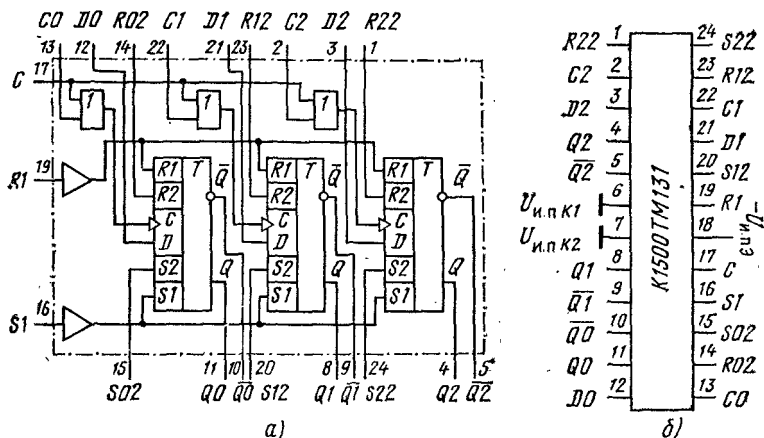 C0 D0 R02 C1 D1 R12 C2 D2 R22
13 12 14 22 21 23 2 3 1
17
C
1 1 1
19
R1
R1 T Q̅ R1 T Q̅ R1 T Q̅
R2 R2 R2
C C C
D D D
S2 Q S2 Q S2 Q
S1 S1 S1
16
S1
15 11 10 20 8 9 24 4 5
S02 Q0 Q̅0̅ S12 Q1 Q̅1̅ S22 Q2 Q̅2̅
а)
R22 1 24 S22
C2 2 23 R12
D2 3 22 C1
Q2 4 21 D1
Q̅2̅ 5 20 S12
Uи.п К1 6 19 R1
Uи.п К2 7 18 -Uи.п Э
Q1 8 17 C
Q̅1̅ 9 16 S1
Q̅0̅ 10 15 S02
Q0 11 14 R02
D0 12 13 C0
К1500ТМ131
б)